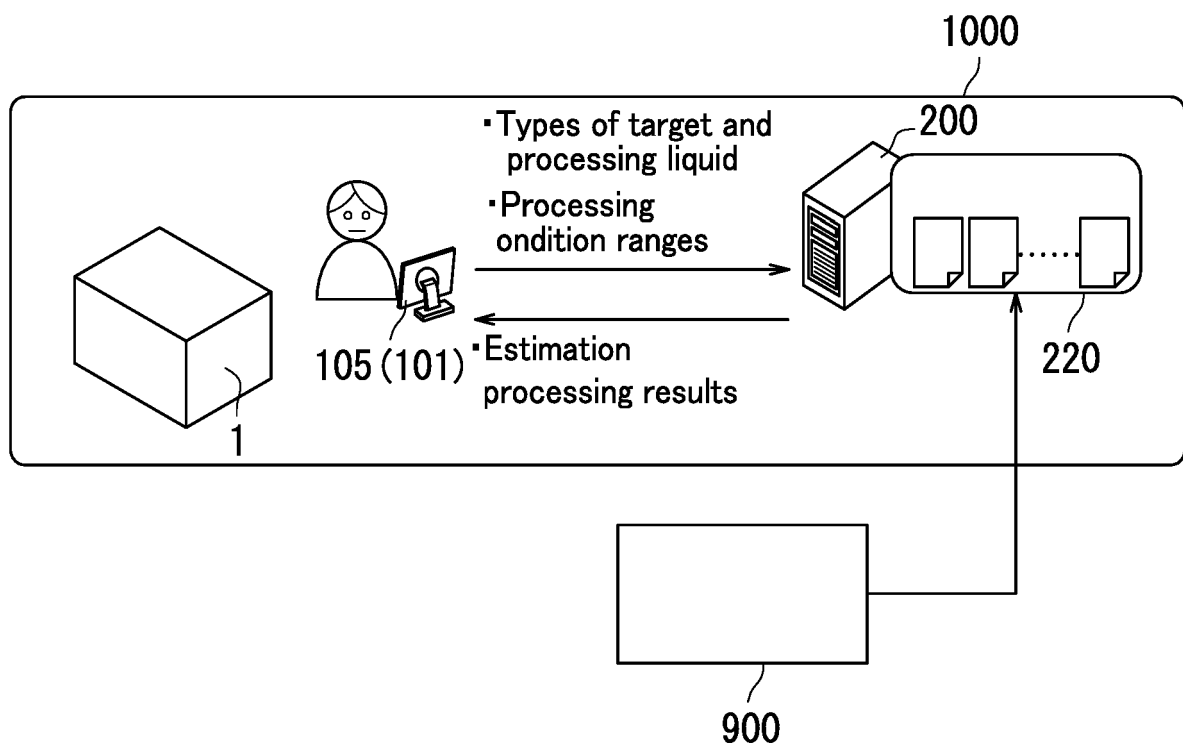 1000
・Types of target and
processing liquid
200
・Processing
ondition ranges
105(101)
・Estimation
processing results
220
1
900